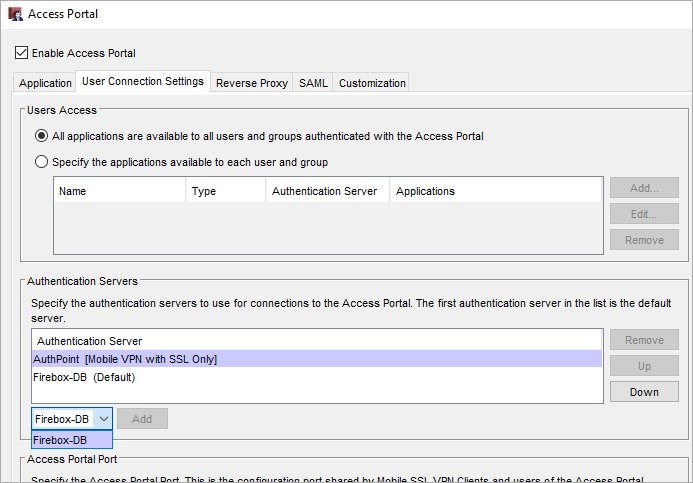 Access Portal
Enable Access Portal
Application User Connection Settings Reverse Proxy SAML Customization
Users Access
All applications are available to all users and groups authenticated with the Access Portal
Specify the applications available to each user and group
Name Type Authentication Server Applications
Add...
Edit...
Remove
Authentication Servers
Specify the authentication servers to use for connections to the Access Portal. The first authentication server in the list is the default
server.
Authentication Server
Remove
AuthPoint [Mobile VPN with SSL Only]
Up
Firebox-DB (Default)
Down
Firebox-DB Add
Firebox-DB
Access Portal Port
Specify the Access Portal Port. This is the configuration port shared by Mobile SSL VPN Clients and users of the Access Portal.